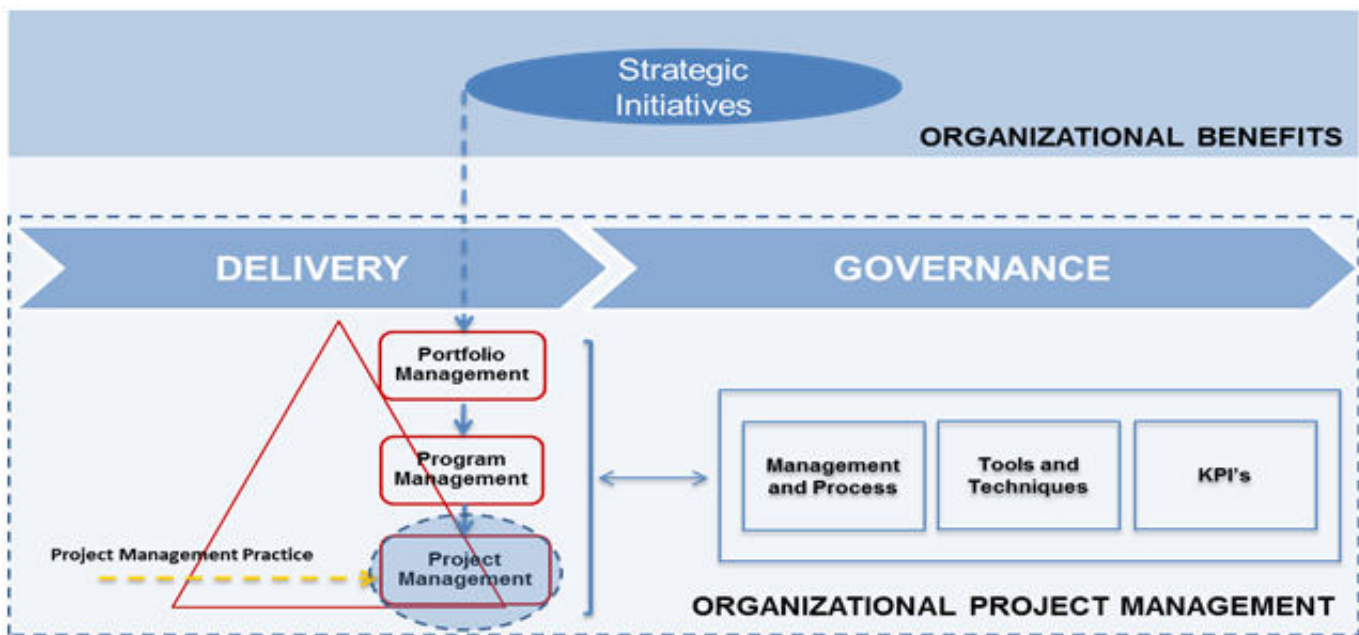 Strategic
Initiatives
ORGANIZATIONAL BENEFITS
DELIVERY
GOVERNANCE
Portfolio
Management
Program
Management
Project Management Practice
Project
Management
Management
and Process
Tools and
Techniques
KPI's
ORGANIZATIONAL PROJECT MANAGEMENT